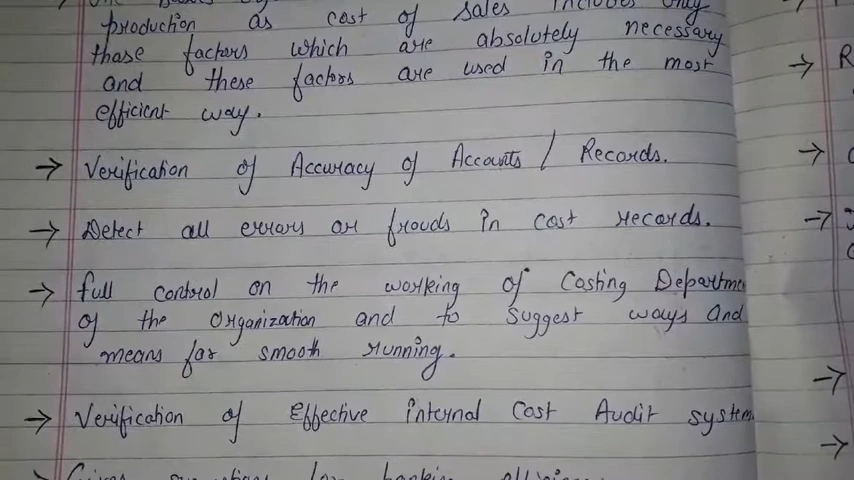 production as cost of sales includes only
those factors which are absolutely necessary
and these factors are used in the most
efficient way.
→ Verification of Accuracy of Accounts / Records.
→ Detect all errors or frouds in cost records.
→ full control on the working of Costing Departme
of the Organization and to suggest ways and
means for smooth running.
→ Verification of Effective internal Cost Audit system